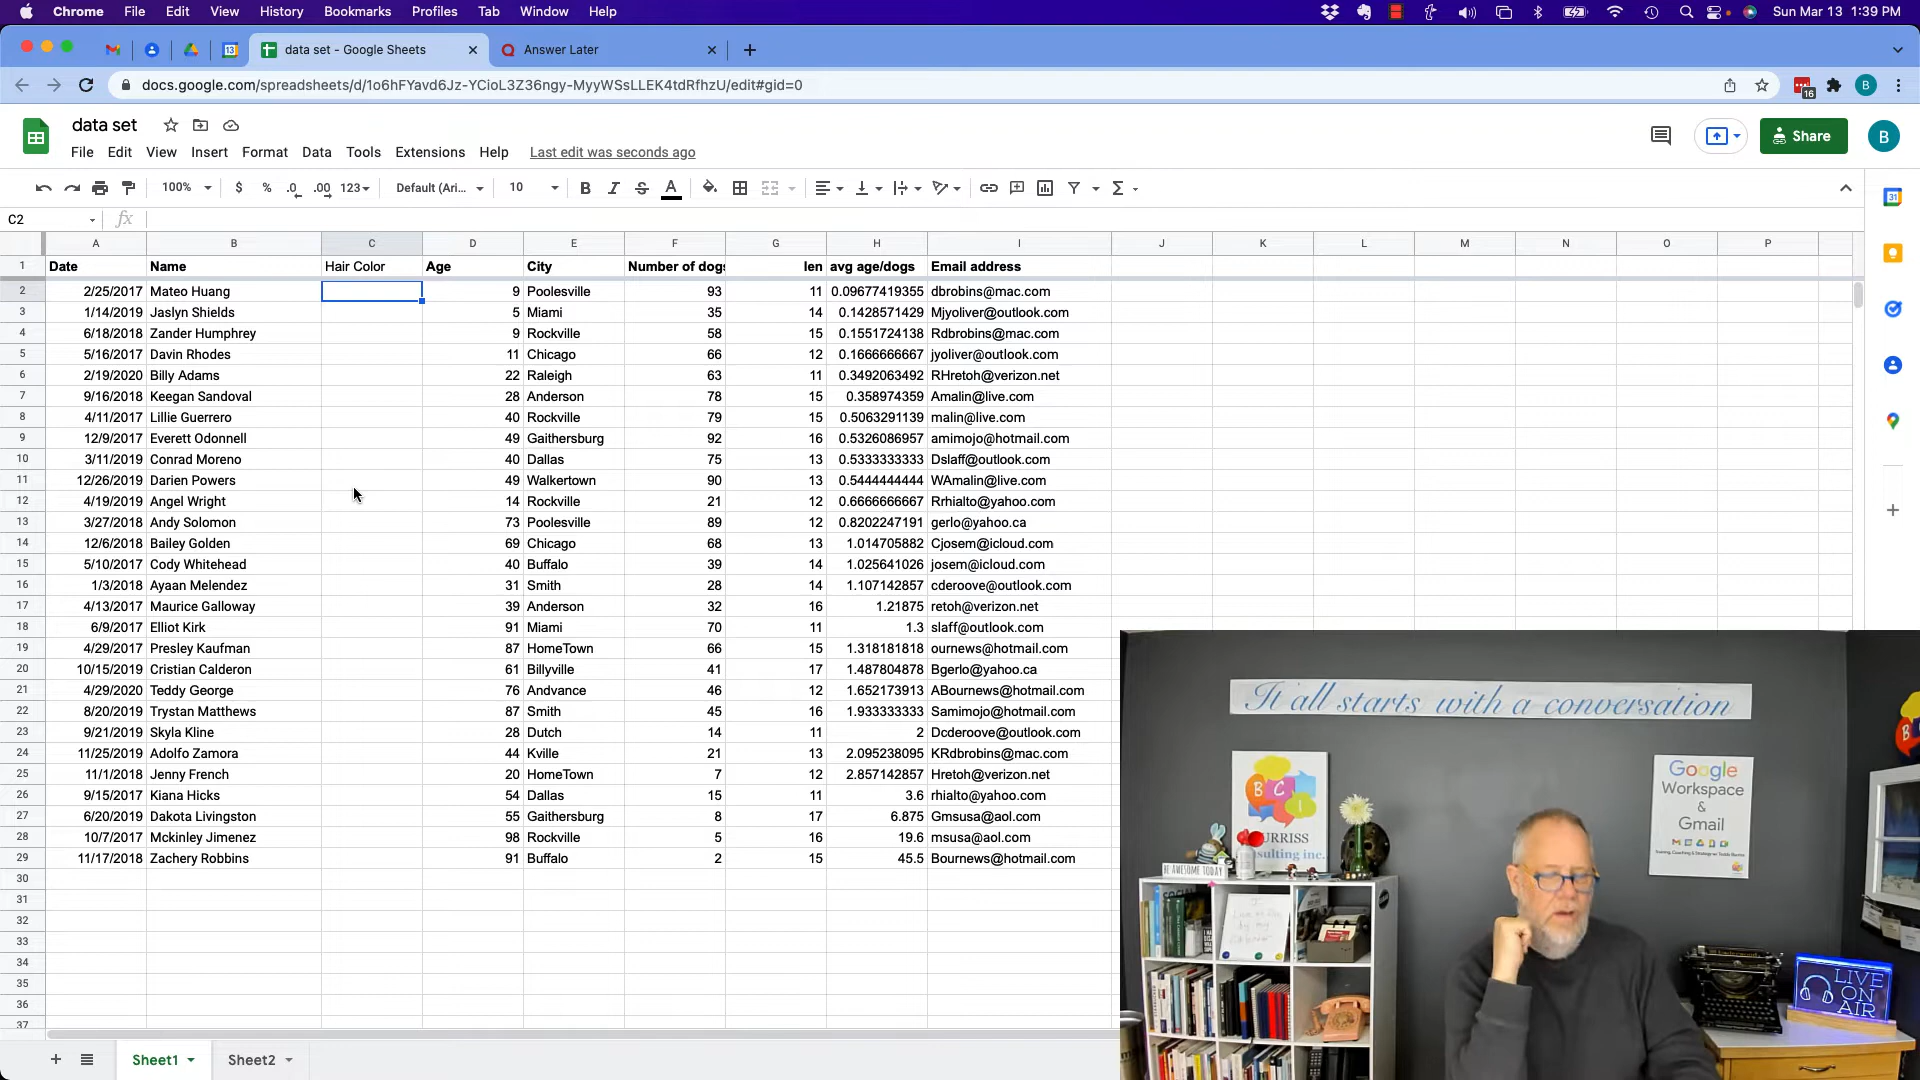 Chrome File Edit View History Bookmarks Profiles Tab Window Help Sun Mar 13 1:39 PM
data set - Google Sheets Answer Later
docs.google.com/spreadsheets/d/1o6hFYavd6Jz-YCioL3Z36ngy-MyyWSsLLEK4tdRfhzU/edit#gid=0 16 B
data set
File Edit View Insert Format Data Tools Extensions Help Last edit was seconds ago Share B
100% $ % .0 .00 123 Default (Ari... 10 B I S A
C2 fx
A B C D E F G H I J K L M N O P
1 Date Name Hair Color Age City Number of dogs len avg age/dogs Email address
2 2/25/2017 Mateo Huang 9 Poolesville 93 11 0.09677419355 dbrobins@mac.com
3 1/14/2019 Jaslyn Shields 5 Miami 35 14 0.1428571429 Mjyoliver@outlook.com
4 6/18/2018 Zander Humphrey 9 Rockville 58 15 0.1551724138 Rdbrobins@mac.com
5 5/16/2017 Davin Rhodes 11 Chicago 66 12 0.1666666667 jyoliver@outlook.com
6 2/19/2020 Billy Adams 22 Raleigh 63 11 0.3492063492 RHretoh@verizon.net
7 9/16/2018 Keegan Sandoval 28 Anderson 78 15 0.358974359 Amalin@live.com
8 4/11/2017 Lillie Guerrero 40 Rockville 79 15 0.5063291139 malin@live.com
9 12/9/2017 Everett Odonnell 49 Gaithersburg 92 16 0.5326086957 amimojo@hotmail.com
10 3/11/2019 Conrad Moreno 40 Dallas 75 13 0.5333333333 Dslaff@outlook.com
11 12/26/2019 Darien Powers 49 Walkertown 90 13 0.5444444444 WAmalin@live.com
12 4/19/2019 Angel Wright 14 Rockville 21 12 0.6666666667 Rrhialto@yahoo.com
13 3/27/2018 Andy Solomon 73 Poolesville 89 12 0.8202247191 gerlo@yahoo.ca
14 12/6/2018 Bailey Golden 69 Chicago 68 13 1.014705882 Cjosem@icloud.com
15 5/10/2017 Cody Whitehead 40 Buffalo 39 14 1.025641026 josem@icloud.com
16 1/3/2018 Ayaan Melendez 31 Smith 28 14 1.107142857 cderoove@outlook.com
17 4/13/2017 Maurice Galloway 39 Anderson 32 16 1.21875 retoh@verizon.net
18 6/9/2017 Elliot Kirk 91 Miami 70 11 1.3 slaff@outlook.com
19 4/29/2017 Presley Kaufman 87 HomeTown 66 15 1.318181818 ournews@hotmail.com
20 10/15/2019 Cristian Calderon 61 Billyville 41 17 1.487804878 Bgerlo@yahoo.ca
21 4/29/2020 Teddy George 76 Andvance 46 12 1.652173913 ABournews@hotmail.com
22 8/20/2019 Trystan Matthews 87 Smith 45 16 1.933333333 Samimojo@hotmail.com
23 9/21/2019 Skyla Kline 28 Dutch 14 11 2 Dcderoove@outlook.com
24 11/25/2019 Adolfo Zamora 44 Kville 21 13 2.095238095 KRdbrobins@mac.com
25 11/1/2018 Jenny French 20 HomeTown 7 12 2.857142857 Hretoh@verizon.net
26 9/15/2017 Kiana Hicks 54 Dallas 15 11 3.6 rhialto@yahoo.com
27 6/20/2019 Dakota Livingston 55 Gaithersburg 8 17 6.875 Gmsusa@aol.com
28 10/7/2017 Mckinley Jimenez 98 Rockville 5 16 19.6 msusa@aol.com
29 11/17/2018 Zachery Robbins 91 Buffalo 2 15 45.5 Bournews@hotmail.com
30
31
32
33
34
35
36
37
Sheet1 Sheet2
It all starts with a conversation
B C I
URRISS
nsulting inc.
Google
Workspace
&
Gmail
BE AWESOME TODAY
LIVE
ON
AIR